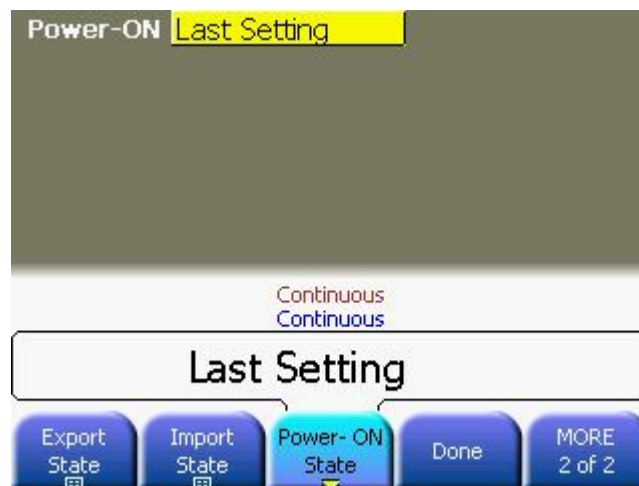 Power-ON Last Setting
Continuous
Continuous
Last Setting
Export State
Import State
Power- ON State
Done
MORE 2 of 2